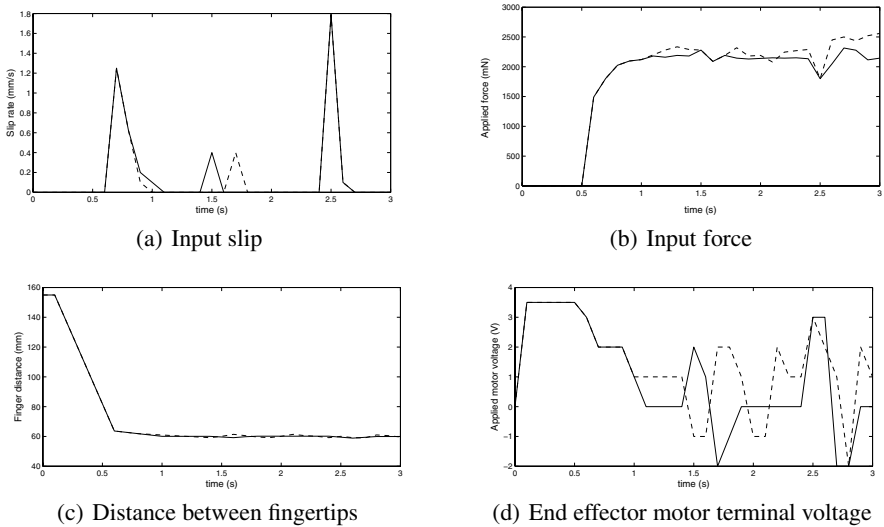 1.8
1.6
1.4
1.2
1
0.8
0.6
0.4
0.2
0
Slip rate (mm/s)
0 0.5 1 1.5 2 2.5 3
time (s)
(a) Input slip
3000
2500
2000
1500
1000
500
0
Applied force (mN)
0 0.5 1 1.5 2 2.5 3
time (s)
(b) Input force
160
140
120
100
80
60
40
Finger distance (mm)
0 0.5 1 1.5 2 2.5 3
time (s)
(c) Distance between fingertips
4
3
2
1
0
−1
−2
Applied motor voltage (V)
0 0.5 1 1.5 2 2.5 3
time (s)
(d) End effector motor terminal voltage